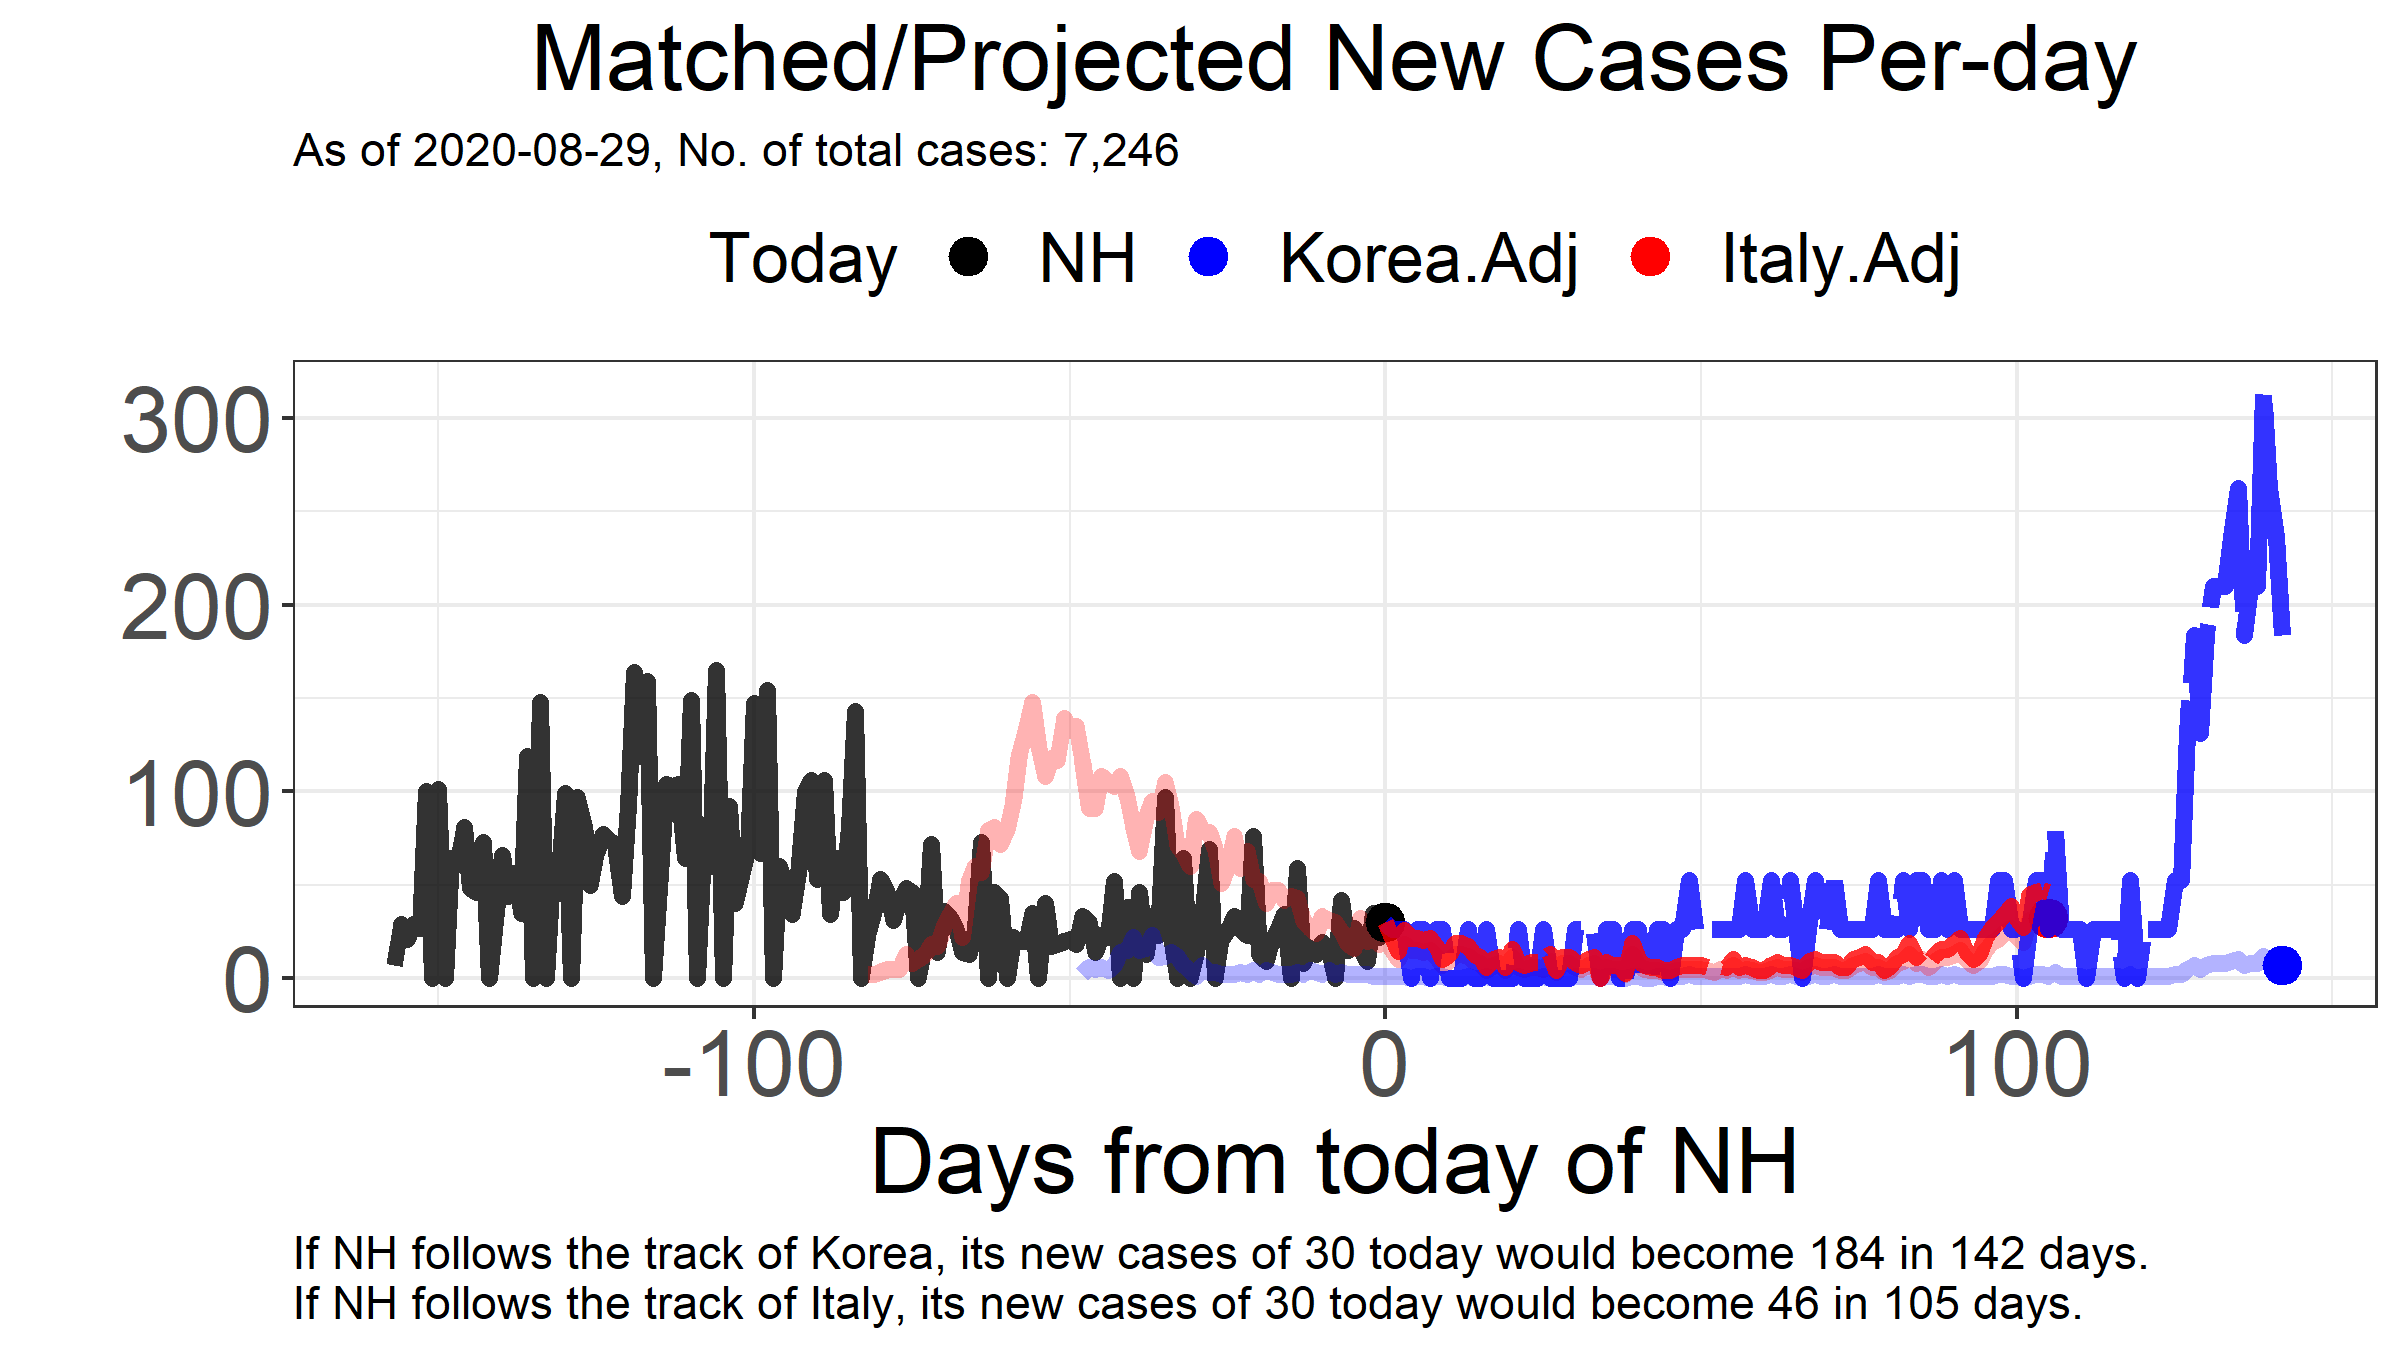 Matched/Projected New Cases Per-day
As of 2020-08-29, No. of total cases: 7,246
Today NH Korea.Adj Italy.Adj
300
200
100
0
-100 0 100
Days from today of NH
If NH follows the track of Korea, its new cases of 30 today would become 184 in 142 days.
If NH follows the track of Italy, its new cases of 30 today would become 46 in 105 days.